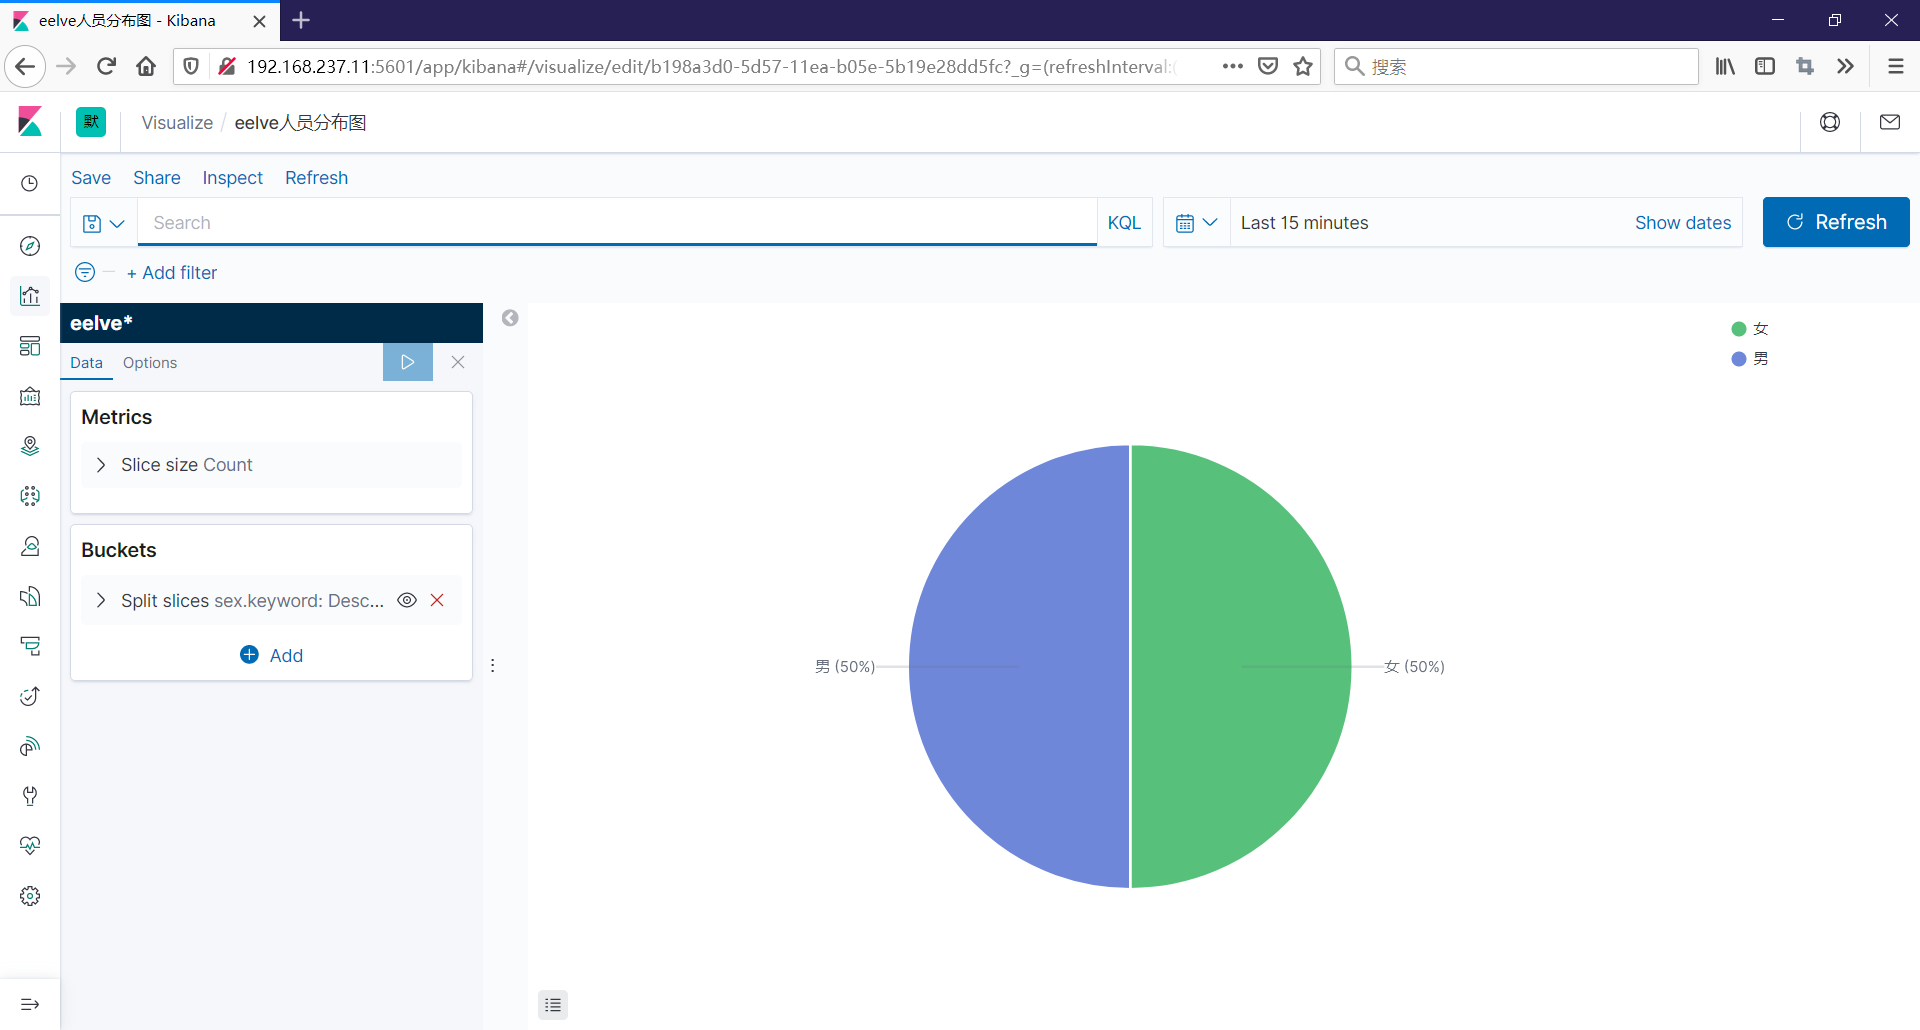 eelve人员分布图 - Kibana
192.168.237.11:5601/app/kibana#/visualize/edit/b198a3d0-5d57-11ea-b05e-5b19e28dd5fc?_g=(refreshInterval:(
搜索
默
Visualize / eelve人员分布图
Save Share Inspect Refresh
Search KQL Last 15 minutes Show dates Refresh
+ Add filter
eelve*
Data Options
Metrics
Slice size Count
Buckets
Split slices sex.keyword: Desc...
Add
女
男
男 (50%)
女 (50%)